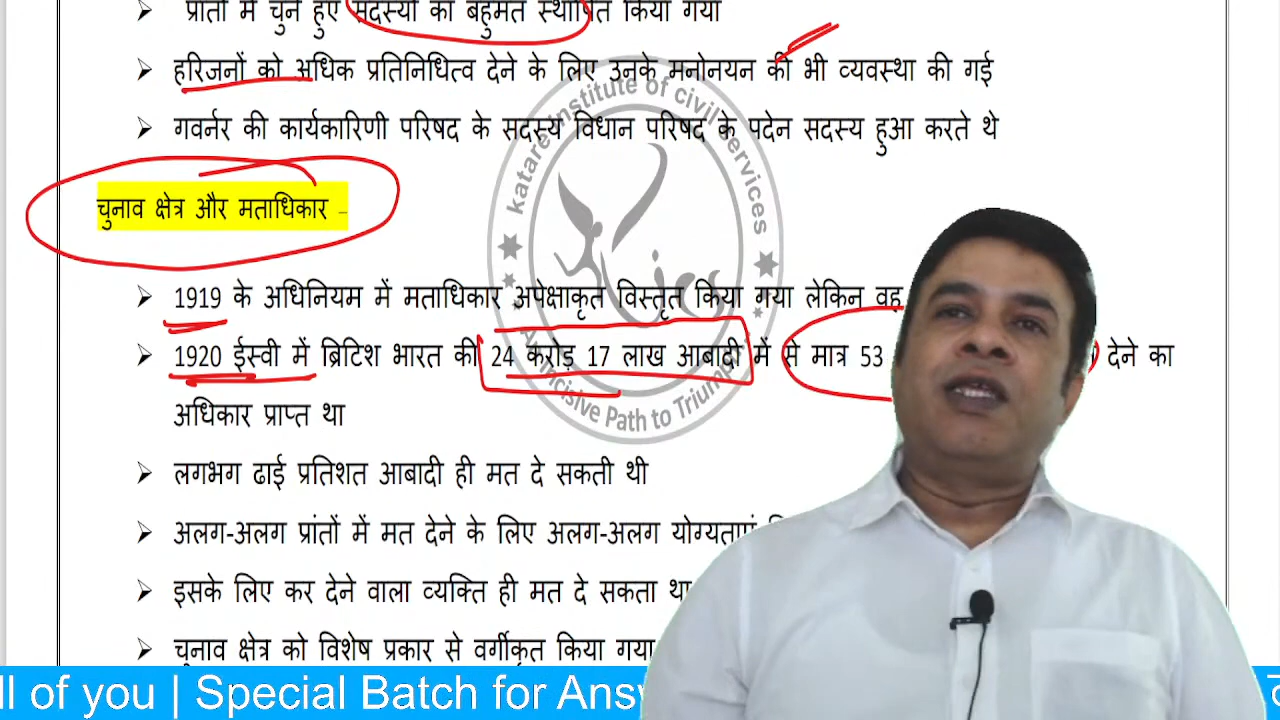 प्रांतों में चुने हुए सदस्यों का बहुमत स्थापित किया गया
➤ हरिजनों को अधिक प्रतिनिधित्व देने के लिए उनके मनोनयन की भी व्यवस्था की गई
➤ गवर्नर की कार्यकारिणी परिषद के सदस्य विधान परिषद के पदेन सदस्य हुआ करते थे
चुनाव क्षेत्र और मताधिकार –
➤ 1919 के अधिनियम में मताधिकार अपेक्षाकृत विस्तृत किया गया लेकिन वह
➤ 1920 ईस्वी में ब्रिटिश भारत की 24 करोड़ 17 लाख आबादी में से मात्र 53 देने का
अधिकार प्राप्त था
➤ लगभग ढाई प्रतिशत आबादी ही मत दे सकती थी
➤ अलग-अलग प्रांतों में मत देने के लिए अलग-अलग योग्यताएं
➤ इसके लिए कर देने वाला व्यक्ति ही मत दे सकता था
➤ चुनाव क्षेत्र को विशेष प्रकार से वर्गीकृत किया गया
katare institute of civil services
Kics
Path to Triumph
ll of you | Special Batch for Answ